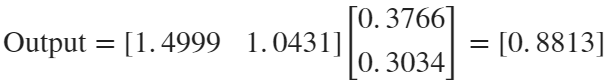 Output = [1.4999 1.0431] [0.3766
0.3034] = [0.8813]